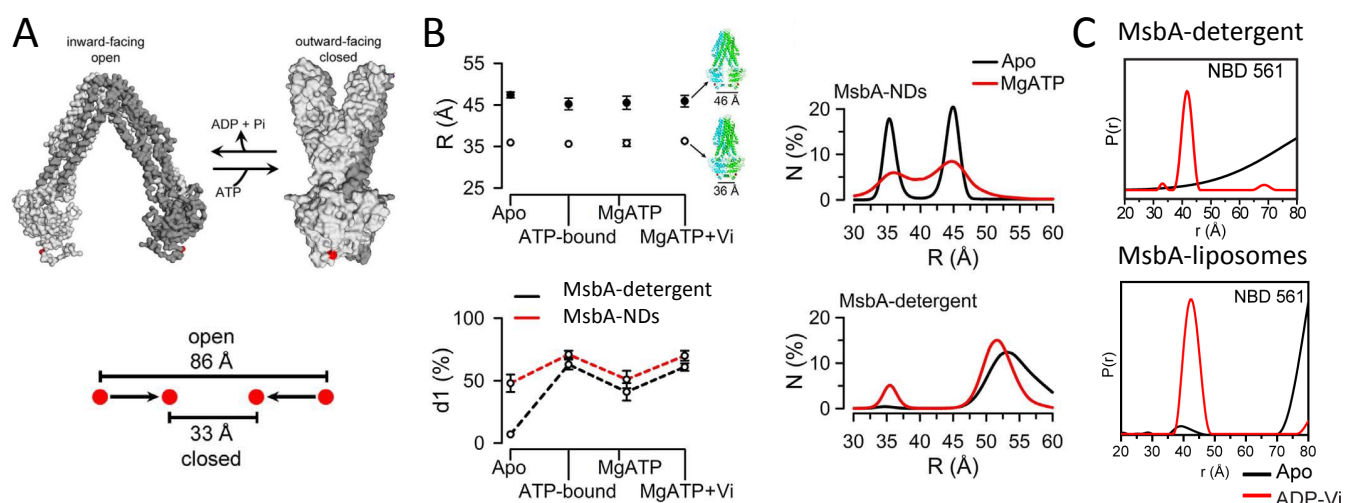 A
inward-facing
open
outward-facing
closed
ADP + Pi
ATP
open
86 Å
33 Å
closed
B
R (Å)
55
45
35
25
46 Å
36 Å
Apo
MgATP
ATP-bound
MgATP+Vi
MsbA-detergent
MsbA-NDs
d1 (%)
100
50
0
Apo
MgATP
ATP-bound
MgATP+Vi
Apo
MgATP
MsbA-NDs
N (%)
20
10
0
30 35 40 45 50 55 60
R (Å)
MsbA-detergent
N (%)
20
10
0
30 35 40 45 50 55 60
R (Å)
C
MsbA-detergent
NBD 561
P(r)
20 30 40 50 60 70 80
r (Å)
MsbA-liposomes
NBD 561
P(r)
20 30 40 50 60 70 80
r (Å)
Apo
ADP-Vi